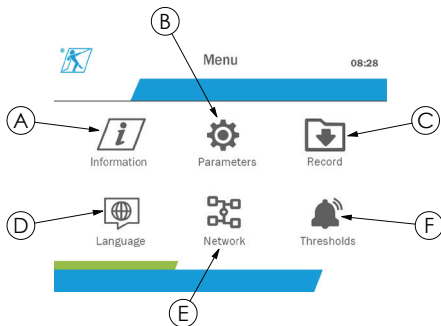 B
Menu 08:28
A C
Information Parameters Record
D F
Language Network Thresholds
E